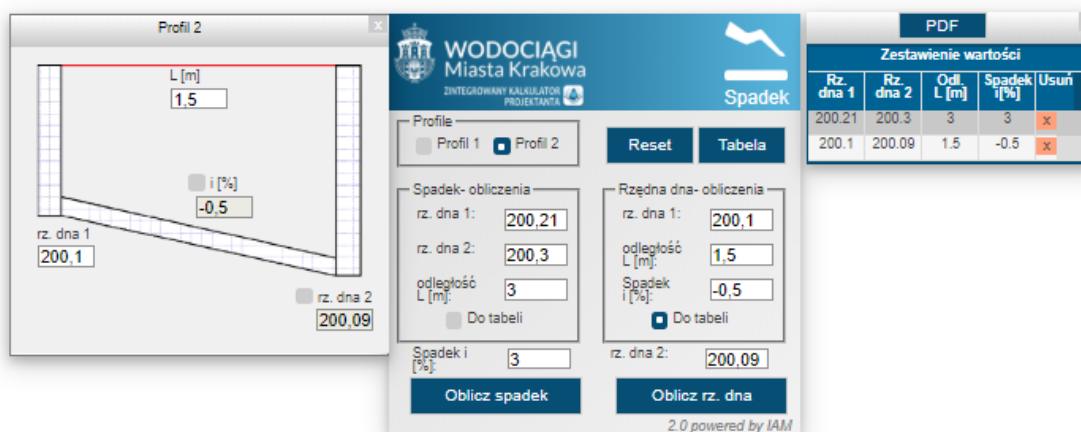 Profil 2
x
L [m]
1,5
i [%]
-0,5
rz. dna 1
200,1
rz. dna 2
200,09
WODOCIĄGI
Miasta Krakowa
ZINTEGROWANY KALKULATOR
PROJEKTANTA
Spadek
Profile
Profil 1 Profil 2
Reset Tabela
Spadek- obliczenia
rz. dna 1: 200,21
rz. dna 2: 200,3
odległość
L [m]: 3
Do tabeli
Spadek i
[%]: 3
Oblicz spadek
Rzędna dna- obliczenia
rz. dna 1: 200,1
odległość
L [m]: 1,5
Spadek
i [%]: -0,5
Do tabeli
rz. dna 2: 200,09
Oblicz rz. dna
2.0 powered by IAM
PDF
Zestawienie wartości
Rz. dna 1 Rz. dna 2 Odl. L [m] Spadek i[%] Usuń
200.21 200.3 3 3 x
200.1 200.09 1.5 -0.5 x